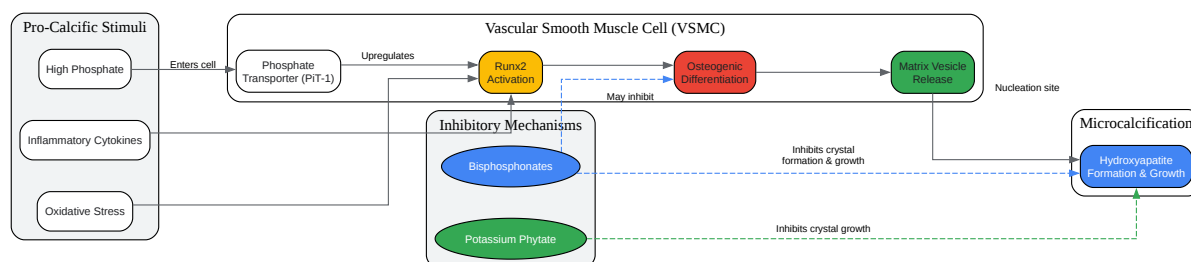 Pro-Calcific Stimuli
High Phosphate
Inflammatory Cytokines
Oxidative Stress
Enters cell
Vascular Smooth Muscle Cell (VSMC)
Phosphate
Transporter (PiT-1)
Upregulates
Runx2
Activation
Osteogenic
Differentiation
Matrix Vesicle
Release
May inhibit
Nucleation site
Inhibitory Mechanisms
Bisphosphonates
Potassium Phytate
Inhibits crystal
formation & growth
Inhibits crystal growth
Microcalcification
Hydroxyapatite
Formation & Growth